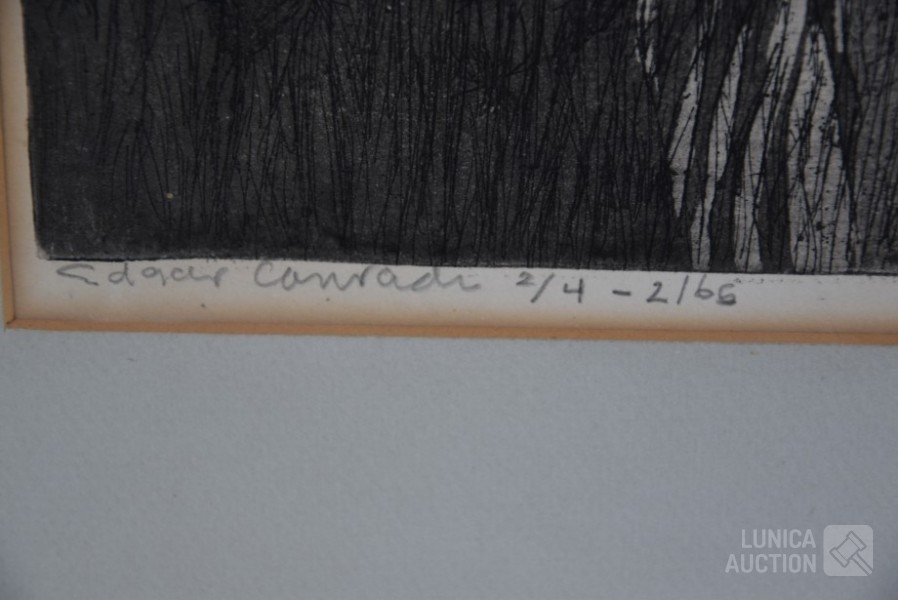 Edgar Conradi 2/4 - 2/66
LUNICA
AUCTION